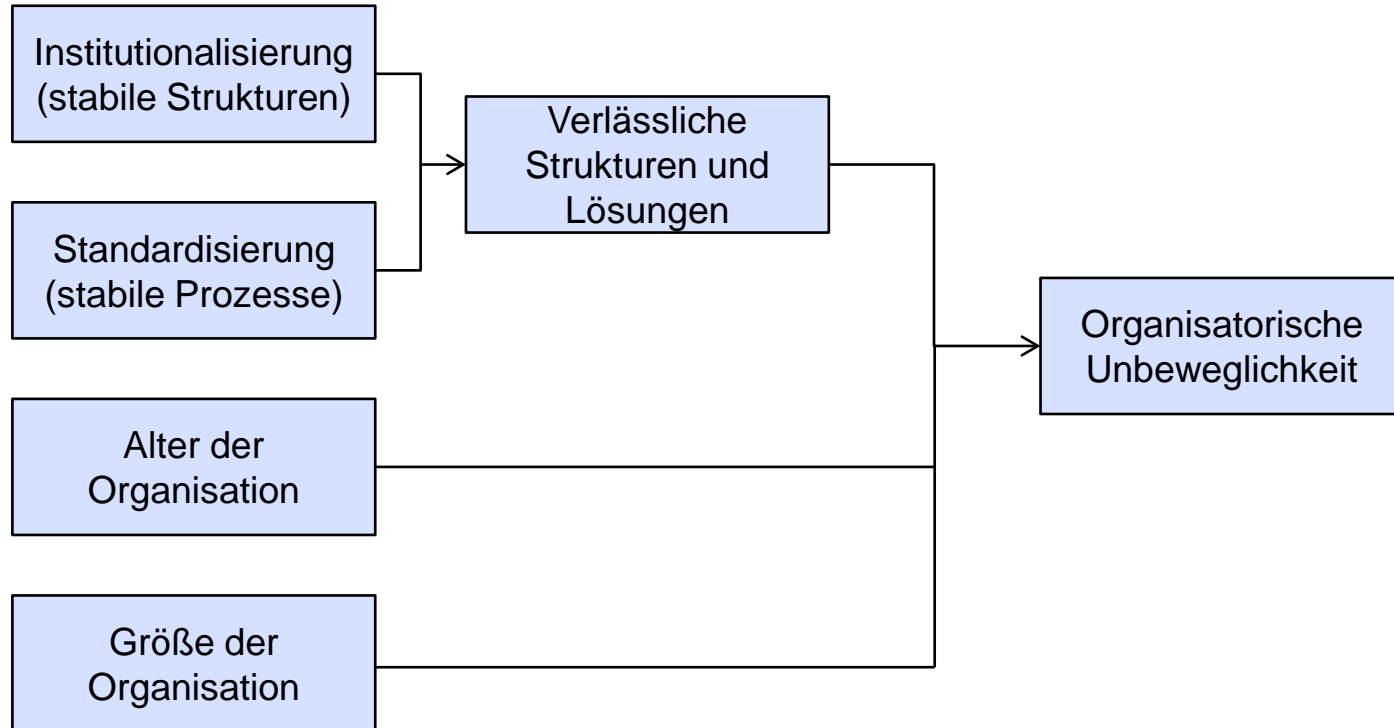 Institutionalisierung
(stabile Strukturen)
Verlässliche
Strukturen und
Lösungen
Standardisierung
(stabile Prozesse)
Organisatorische
Unbeweglichkeit
Alter der
Organisation
Größe der
Organisation